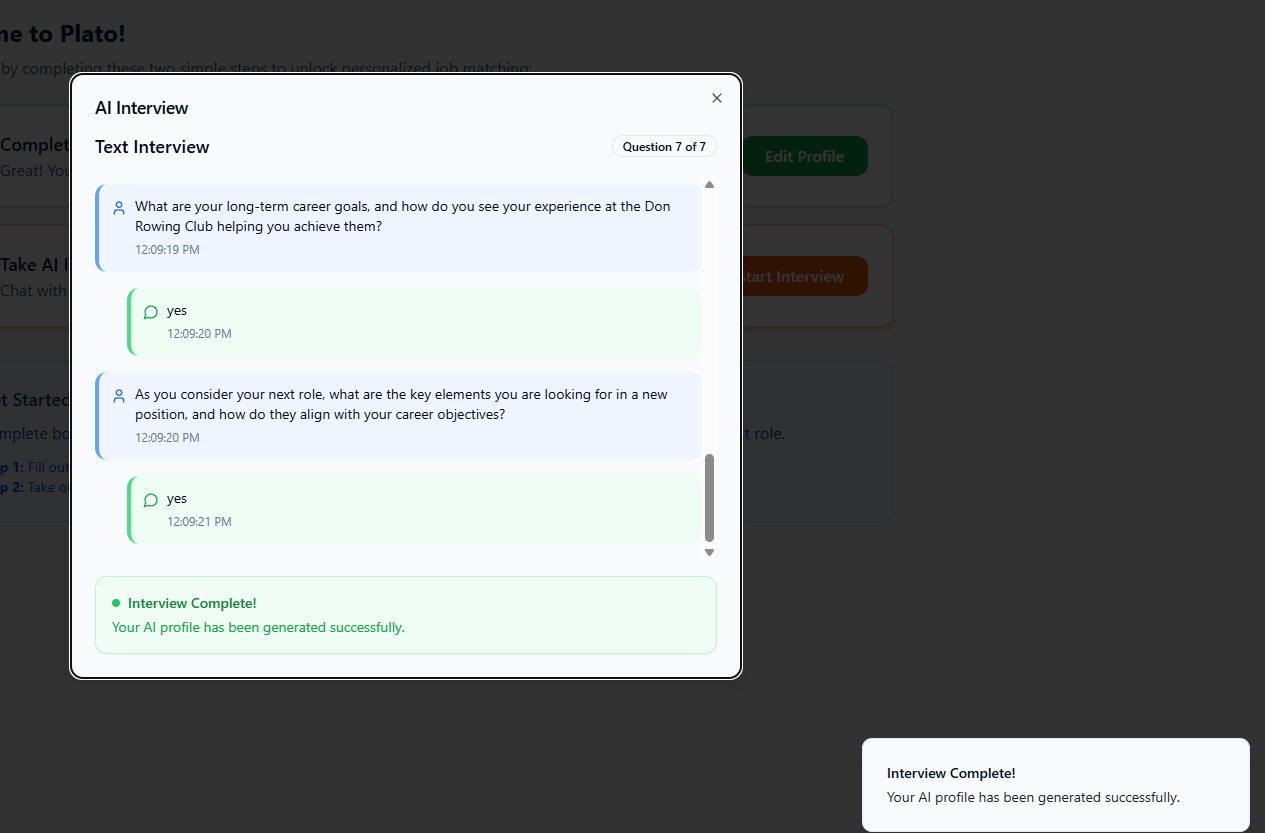 ne to Plato!
by completing these two simple steps to unlock personalized job matching:
AI Interview
Text Interview
Question 7 of 7
Complet
Great! You
Edit Profile
What are your long-term career goals, and how do you see your experience at the Don
Rowing Club helping you achieve them?
12:09:19 PM
Take AI I
Chat with
Start Interview
yes
12:09:20 PM
As you consider your next role, what are the key elements you are looking for in a new
position, and how do they align with your career objectives?
12:09:20 PM
t Started
mplete bo
t role.
p 1: Fill out
p 2: Take o
yes
12:09:21 PM
Interview Complete!
Your AI profile has been generated successfully.
Interview Complete!
Your AI profile has been generated successfully.